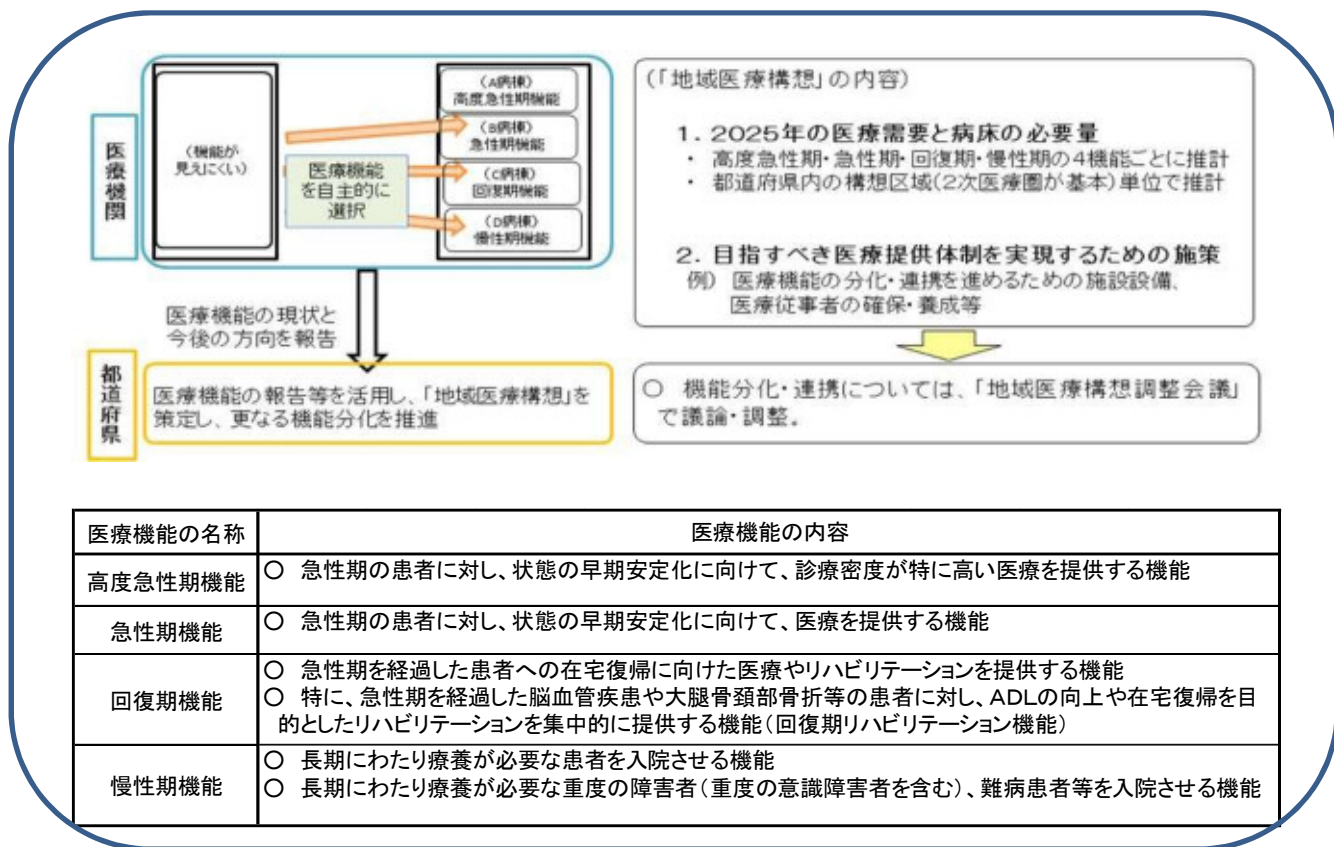 医療機関
（機能が
見えにくい）
医療機能
を自主的に
選択
（A病棟）
高度急性期機能
（B病棟）
急性期機能
（C病棟）
回復期機能
（D病棟）
慢性期機能
医療機能の現状と
今後の方向を報告
都道府県
医療機能の報告等を活用し、「地域医療構想」を
策定し、更なる機能分化を推進
（「地域医療構想」の内容）
１．２０２５年の医療需要と病床の必要量
・ 高度急性期・急性期・回復期・慢性期の４機能ごとに推計
・ 都道府県内の構想区域（２次医療圏が基本）単位で推計
２．目指すべき医療提供体制を実現するための施策
例） 医療機能の分化・連携を進めるための施設設備、
医療従事者の確保・養成等
○ 機能分化・連携については、「地域医療構想調整会議」
で議論・調整。
医療機能の名称 医療機能の内容
高度急性期機能 ○ 急性期の患者に対し、状態の早期安定化に向けて、診療密度が特に高い医療を提供する機能
急性期機能 ○ 急性期の患者に対し、状態の早期安定化に向けて、医療を提供する機能
回復期機能
○ 急性期を経過した患者への在宅復帰に向けた医療やリハビリテーションを提供する機能
○ 特に、急性期を経過した脳血管疾患や大腿骨頚部骨折等の患者に対し、ＡＤＬの向上や在宅復帰を目
的としたリハビリテーションを集中的に提供する機能（回復期リハビリテーション機能）
慢性期機能
○ 長期にわたり療養が必要な患者を入院させる機能
○ 長期にわたり療養が必要な重度の障害者（重度の意識障害者を含む）、難病患者等を入院させる機能